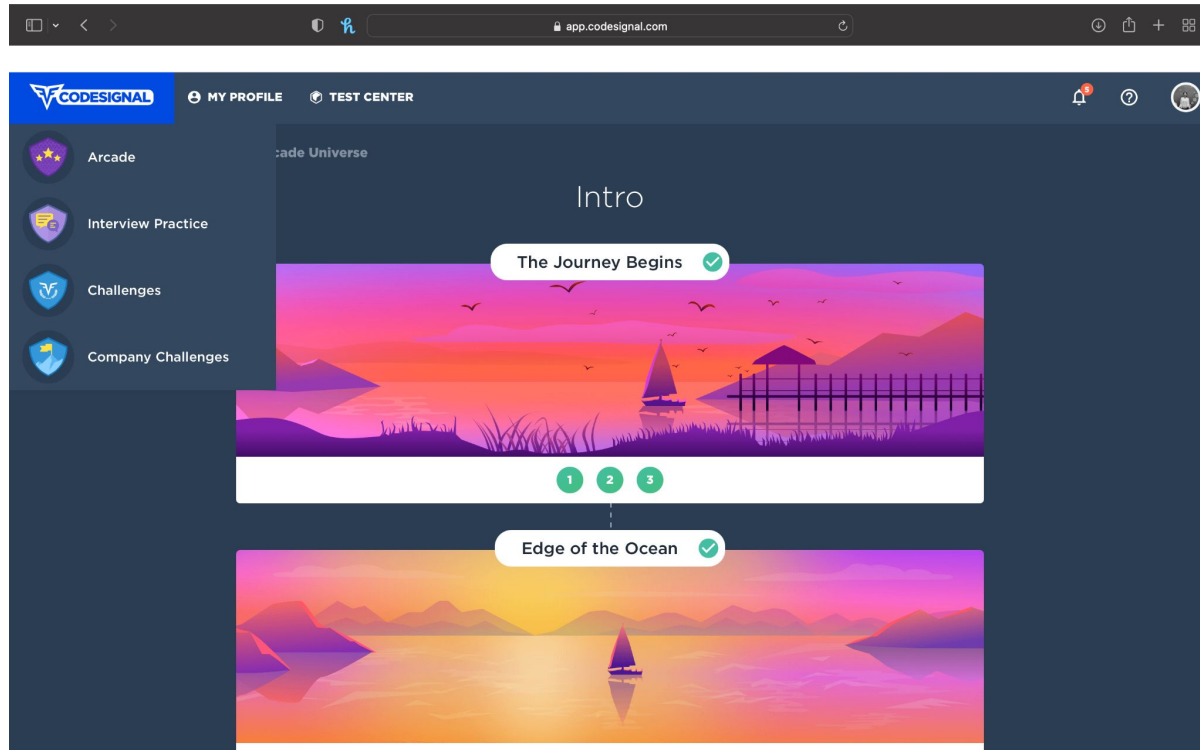 app.codesignal.com
CODESIGNAL
MY PROFILE
TEST CENTER
5
Arcade
Interview Practice
Challenges
Company Challenges
cade Universe
Intro
The Journey Begins
1 2 3
Edge of the Ocean